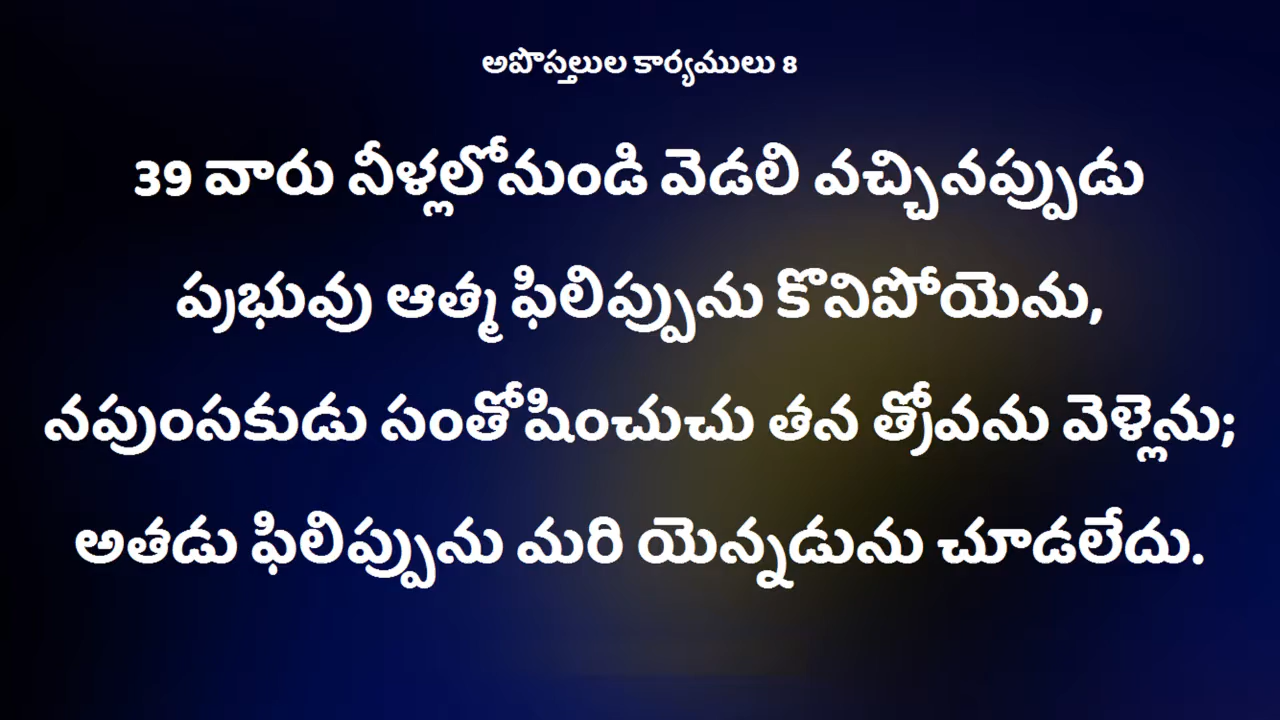 అపొస్తలుల కార్యములు 8
39 వారు నీళ్లలోనుండి వెడలి వచ్చినప్పుడు
ప్రభువు ఆత్మ ఫిలిప్పును కొనిపోయెను,
నపుంసకుడు సంతోషించుచు తన త్రోవను వెళ్లెను;
అతడు ఫిలిప్పును మరి యెన్నడును చూడలేదు.